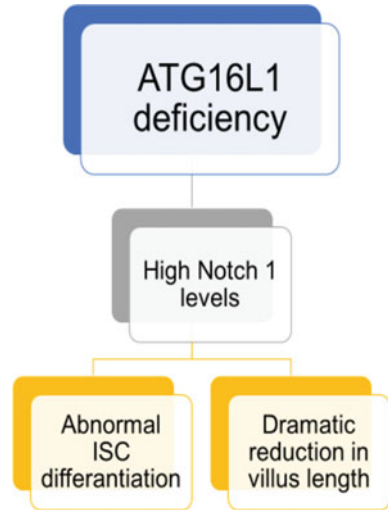 ATG16L1
deficiency
High Notch 1
levels
Abnormal
ISC
differantiation
Dramatic
reduction in
villus length